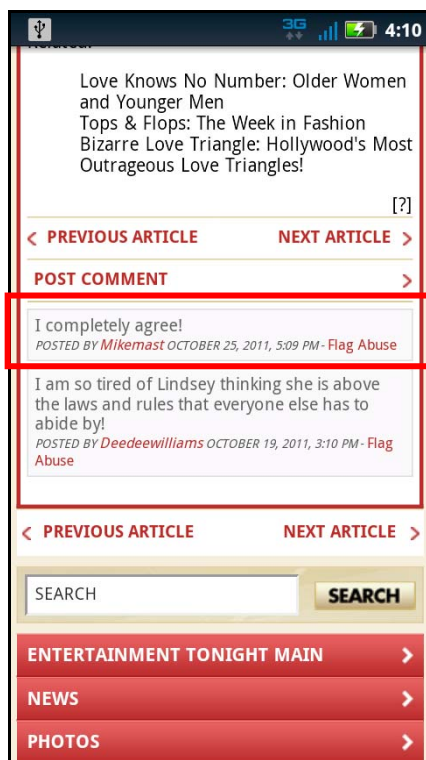 3G 4:10
Related:
Love Knows No Number: Older Women
and Younger Men
Tops & Flops: The Week in Fashion
Bizarre Love Triangle: Hollywood's Most
Outrageous Love Triangles!
[?]
PREVIOUS ARTICLE NEXT ARTICLE
POST COMMENT
I completely agree!
POSTED BY Mikemast OCTOBER 25, 2011, 5:09 PM - Flag Abuse
I am so tired of Lindsey thinking she is above
the laws and rules that everyone else has to
abide by!
POSTED BY Deedeewilliams OCTOBER 19, 2011, 3:10 PM - Flag
Abuse
PREVIOUS ARTICLE NEXT ARTICLE
SEARCH SEARCH
ENTERTAINMENT TONIGHT MAIN
NEWS
PHOTOS